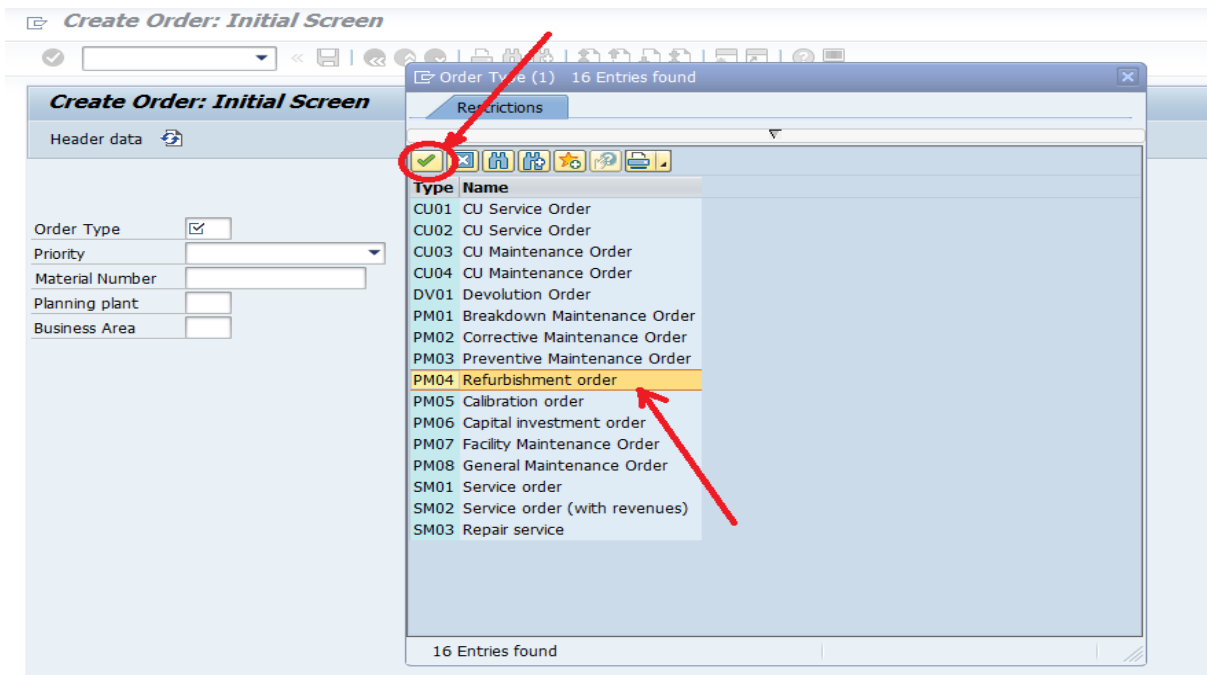 Create Order: Initial Screen
Create Order: Initial Screen
Header data
Order Type
Priority
Material Number
Planning plant
Business Area
Order Type (1) 16 Entries found
Restrictions
Type Name
CU01 CU Service Order
CU02 CU Service Order
CU03 CU Maintenance Order
CU04 CU Maintenance Order
DV01 Devolution Order
PM01 Breakdown Maintenance Order
PM02 Corrective Maintenance Order
PM03 Preventive Maintenance Order
PM04 Refurbishment order
PM05 Calibration order
PM06 Capital investment order
PM07 Facility Maintenance Order
PM08 General Maintenance Order
SM01 Service order
SM02 Service order (with revenues)
SM03 Repair service
16 Entries found